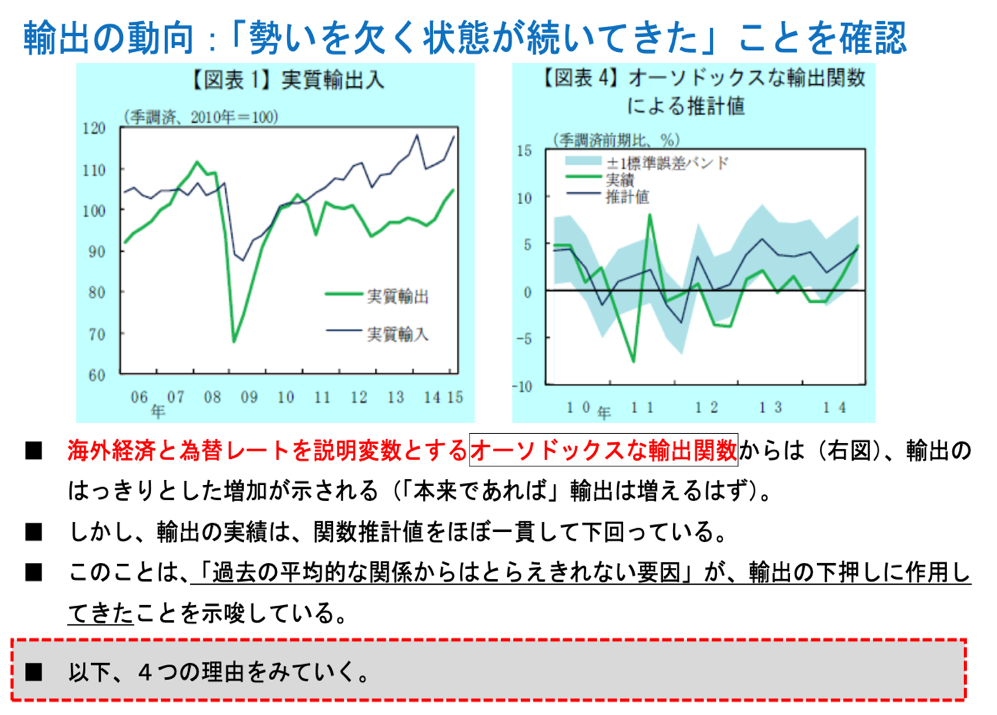 輸出の動向：「勢いを欠く状態が続いてきた」ことを確認
【図表 1】実質輸出入
(季調済、2010年＝100)
120
110
100
90
80
70
60
実質輸出
実質輸入
06 07 08 09 10 11 12 13 14 15
年
【図表 4】オーソドックスな輸出関数
による推計値
(季調済前期比、%)
15
10
5
0
-5
-10
±1標準誤差バンド
実績
推計値
10 年 11 12 13 14
■ 海外経済と為替レートを説明変数とするオーソドックスな輸出関数からは（右図）、輸出の
はっきりとした増加が示される（「本来であれば」輸出は増えるはず）。
■ しかし、輸出の実績は、関数推計値をほぼ一貫して下回っている。
■ このことは、「過去の平均的な関係からはとらえきれない要因」が、輸出の下押しに作用し
てきたことを示唆している。
■ 以下、４つの理由をみていく。